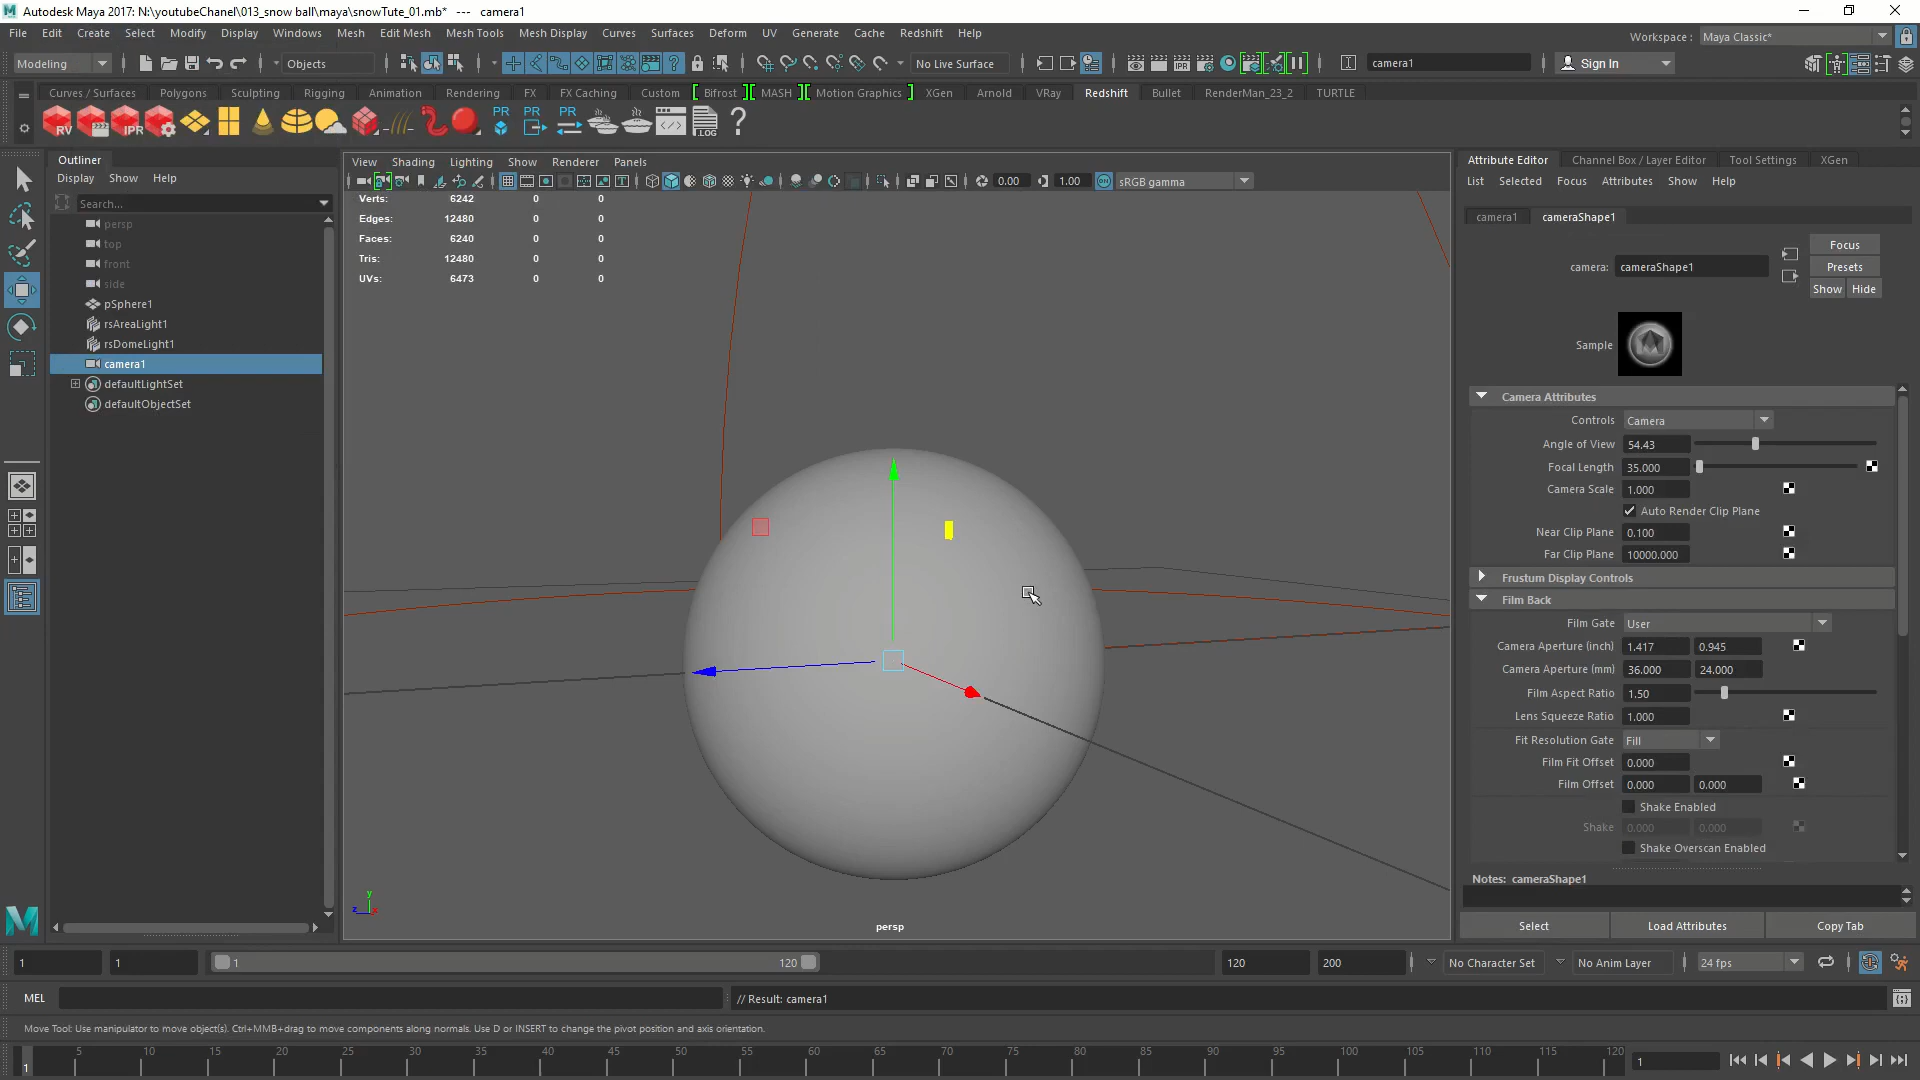 Autodesk Maya 2017: N:\youtubeChanel\013_snow ball\maya\snowTute_01.mb* --- camera1
File Edit Create Select Modify Display Windows Mesh Edit Mesh Mesh Tools Mesh Display Curves Surfaces Deform UV Generate Cache Arnold Redshift Help
Workspace : Maya Classic*
Modeling Objects No Live Surface camera1 Sign In
Curves / Surfaces Polygons Sculpting Rigging Animation Rendering FX FX Caching Custom Bifrost MASH Motion Graphics XGen Arnold VRay Redshift Bullet RenderMan_23_2 TURTLE
RV IPR PR PR PR .LOG
Outliner
Display Show Help
Search...
persp
top
front
side
pSphere1
rsAreaLight1
rsDomeLight1
camera1
defaultLightSet
defaultObjectSet
View Shading Lighting Show Renderer Panels
0.00 1.00 sRGB gamma
Verts: 6242 0 0
Edges: 12480 0 0
Faces: 6240 0 0
Tris: 12480 0 0
UVs: 6473 0 0
y
z x
persp
Attribute Editor Channel Box / Layer Editor Tool Settings XGen
List Selected Focus Attributes Show Help
camera1 cameraShape1
Focus
camera: cameraShape1
Presets
Show Hide
Sample
Camera Attributes
Controls Camera
Angle of View 54.43
Focal Length 35.000
Camera Scale 1.000
Auto Render Clip Plane
Near Clip Plane 0.100
Far Clip Plane 10000.000
Frustum Display Controls
Film Back
Film Gate User
Camera Aperture (inch) 1.417 0.945
Camera Aperture (mm) 36.000 24.000
Film Aspect Ratio 1.50
Lens Squeeze Ratio 1.000
Fit Resolution Gate Fill
Film Fit Offset 0.000
Film Offset 0.000 0.000
Shake Enabled
Shake 0.000 0.000
Shake Overscan Enabled
Notes: cameraShape1
Select Load Attributes Copy Tab
1 1 1 120 120 200 No Character Set No Anim Layer 24 fps
MEL // Result: camera1
Move Tool: Use manipulator to move object(s). Ctrl+MMB+drag to move components along normals. Use D or INSERT to change the pivot position and axis orientation.
1 5 10 15 20 25 30 35 40 45 50 55 60 65 70 75 80 85 90 95 100 105 110 115 120 1